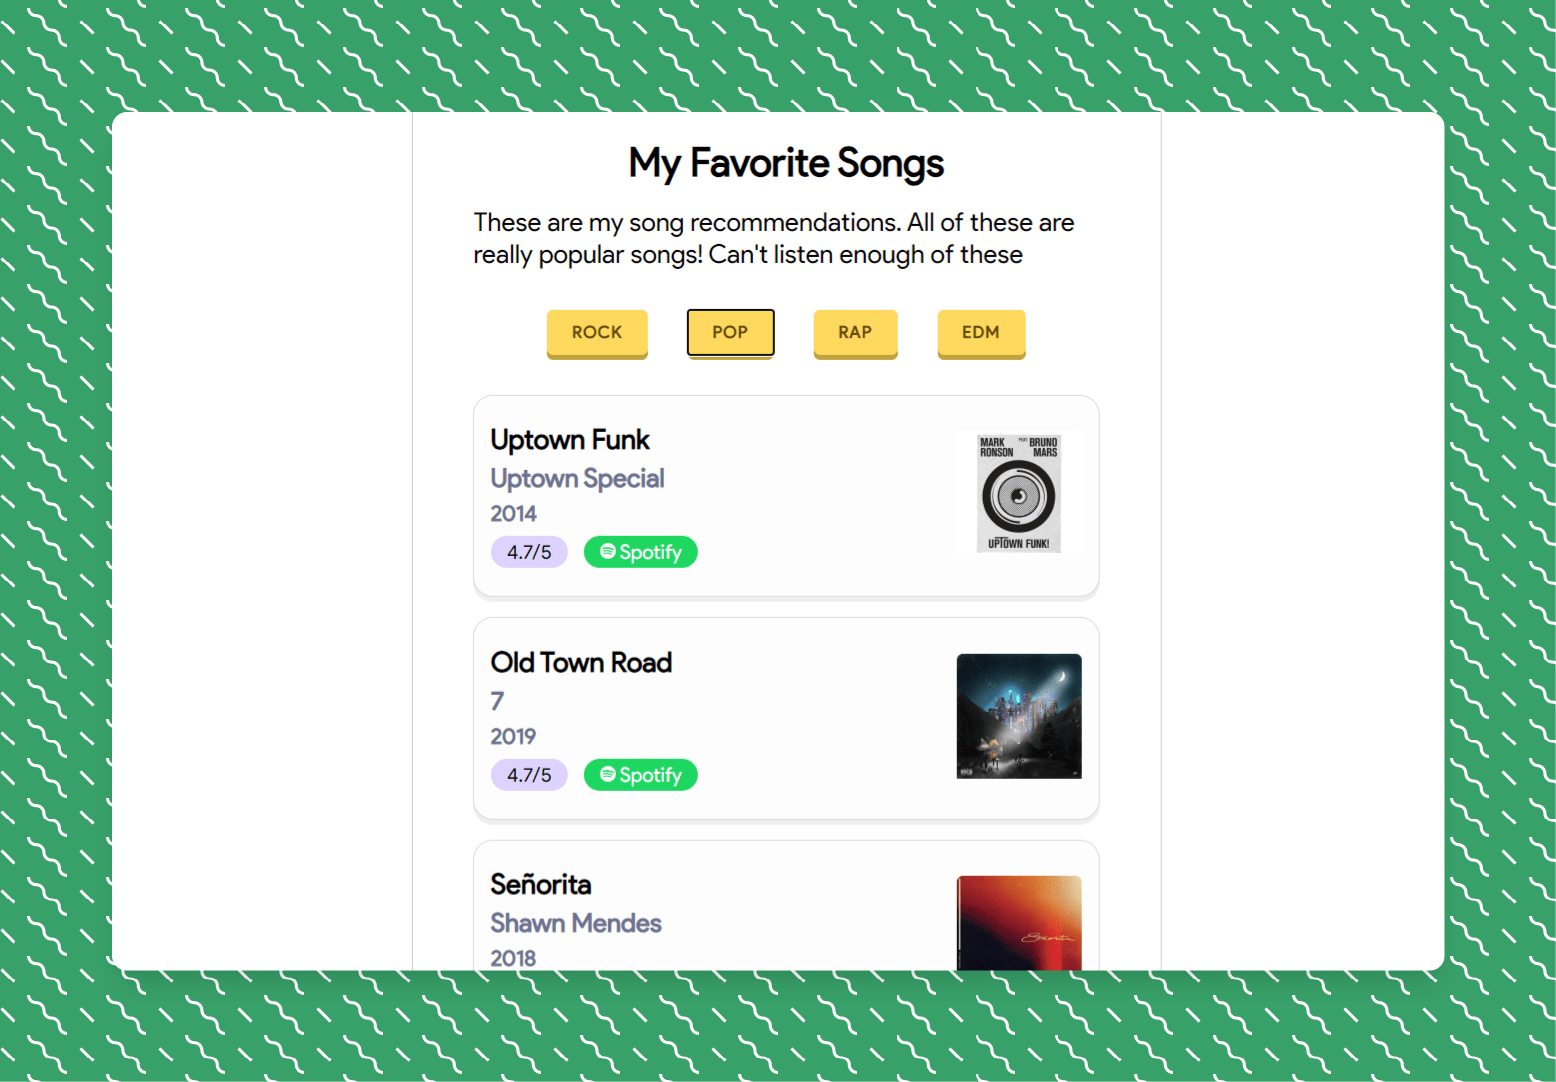 My Favorite Songs
These are my song recommendations. All of these are
really popular songs! Can't listen enough of these
ROCK POP RAP EDM
Uptown Funk
Uptown Special
2014
4.7/5 Spotify
MARK RONSON FEAT BRUNO MARS
UPTOWN FUNK!
Old Town Road
7
2019
4.7/5 Spotify
Señorita
Shawn Mendes
2018
Señorita